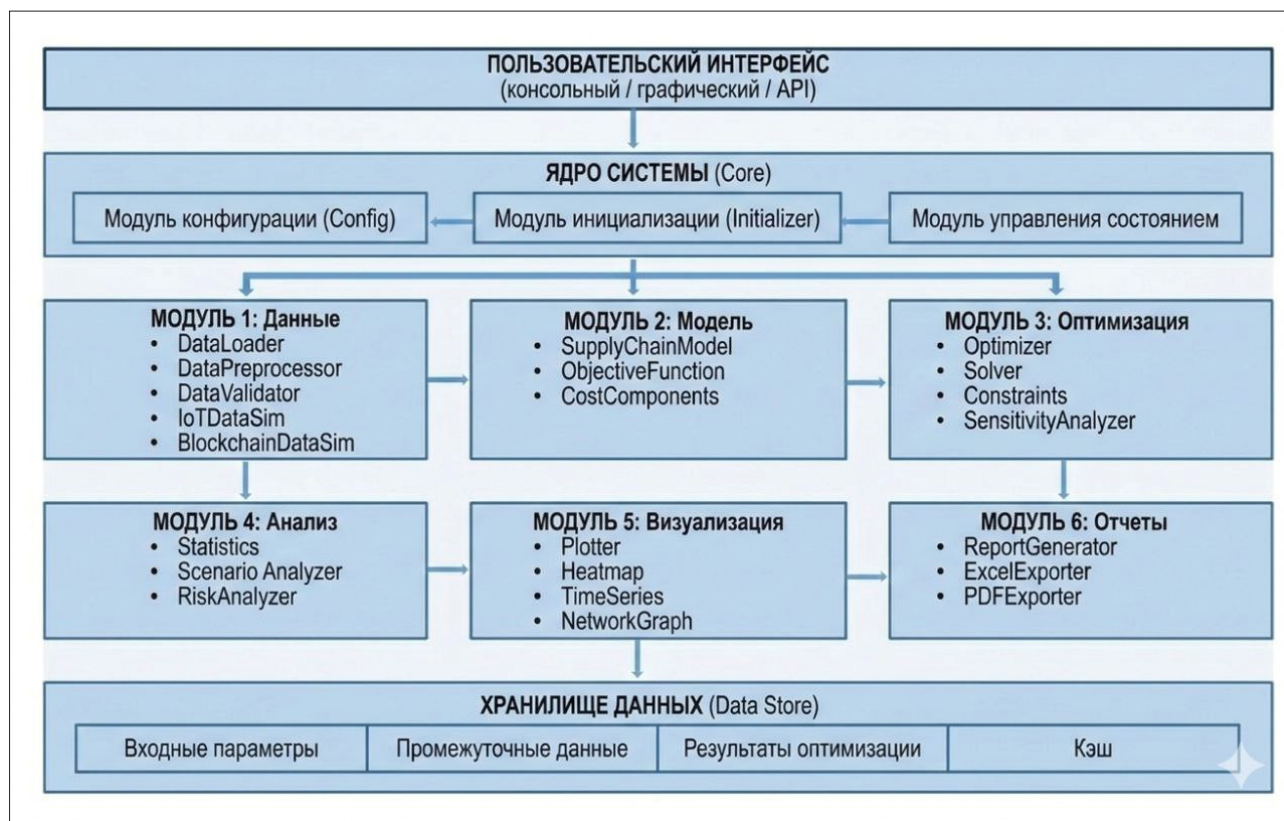 ПОЛЬЗОВАТЕЛЬСКИЙ ИНТЕРФЕЙС
(консольный / графический / API)
ЯДРО СИСТЕМЫ (Core)
Модуль конфигурации (Config)
Модуль инициализации (Initializer)
Модуль управления состоянием
МОДУЛЬ 1: Данные
• DataLoader
• DataPreprocessor
• DataValidator
• IoTDataSim
• BlockchainDataSim
МОДУЛЬ 2: Модель
• SupplyChainModel
• ObjectiveFunction
• CostComponents
МОДУЛЬ 3: Оптимизация
• Optimizer
• Solver
• Constraints
• SensitivityAnalyzer
МОДУЛЬ 4: Анализ
• Statistics
• Scenario Analyzer
• RiskAnalyzer
МОДУЛЬ 5: Визуализация
• Plotter
• Heatmap
• TimeSeries
• NetworkGraph
МОДУЛЬ 6: Отчеты
• ReportGenerator
• ExcelExporter
• PDFExporter
ХРАНИЛИЩЕ ДАННЫХ (Data Store)
Входные параметры
Промежуточные данные
Результаты оптимизации
Кэш